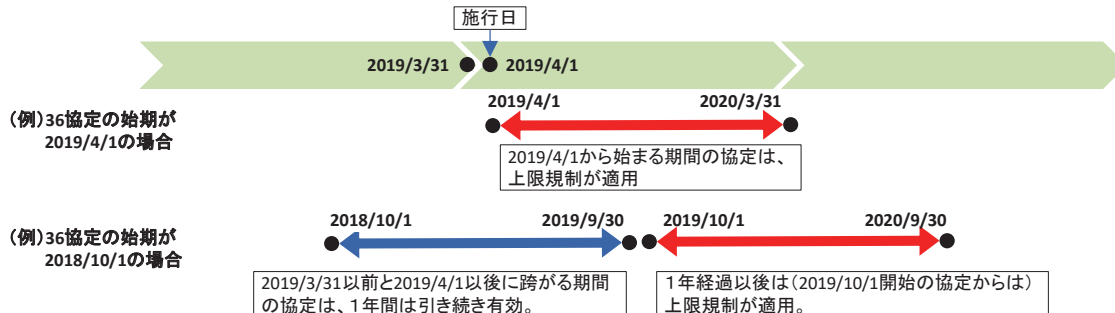 施行日
2019/3/31
2019/4/1
(例)36協定の始期が
2019/4/1の場合
2019/4/1
2020/3/31
2019/4/1から始まる期間の協定は、
上限規制が適用
(例)36協定の始期が
2018/10/1の場合
2018/10/1
2019/9/30
2019/10/1
2020/9/30
2019/3/31以前と2019/4/1以後に跨がる期間
の協定は、1年間は引き続き有効。
1年経過以後は(2019/10/1開始の協定からは)
上限規制が適用。